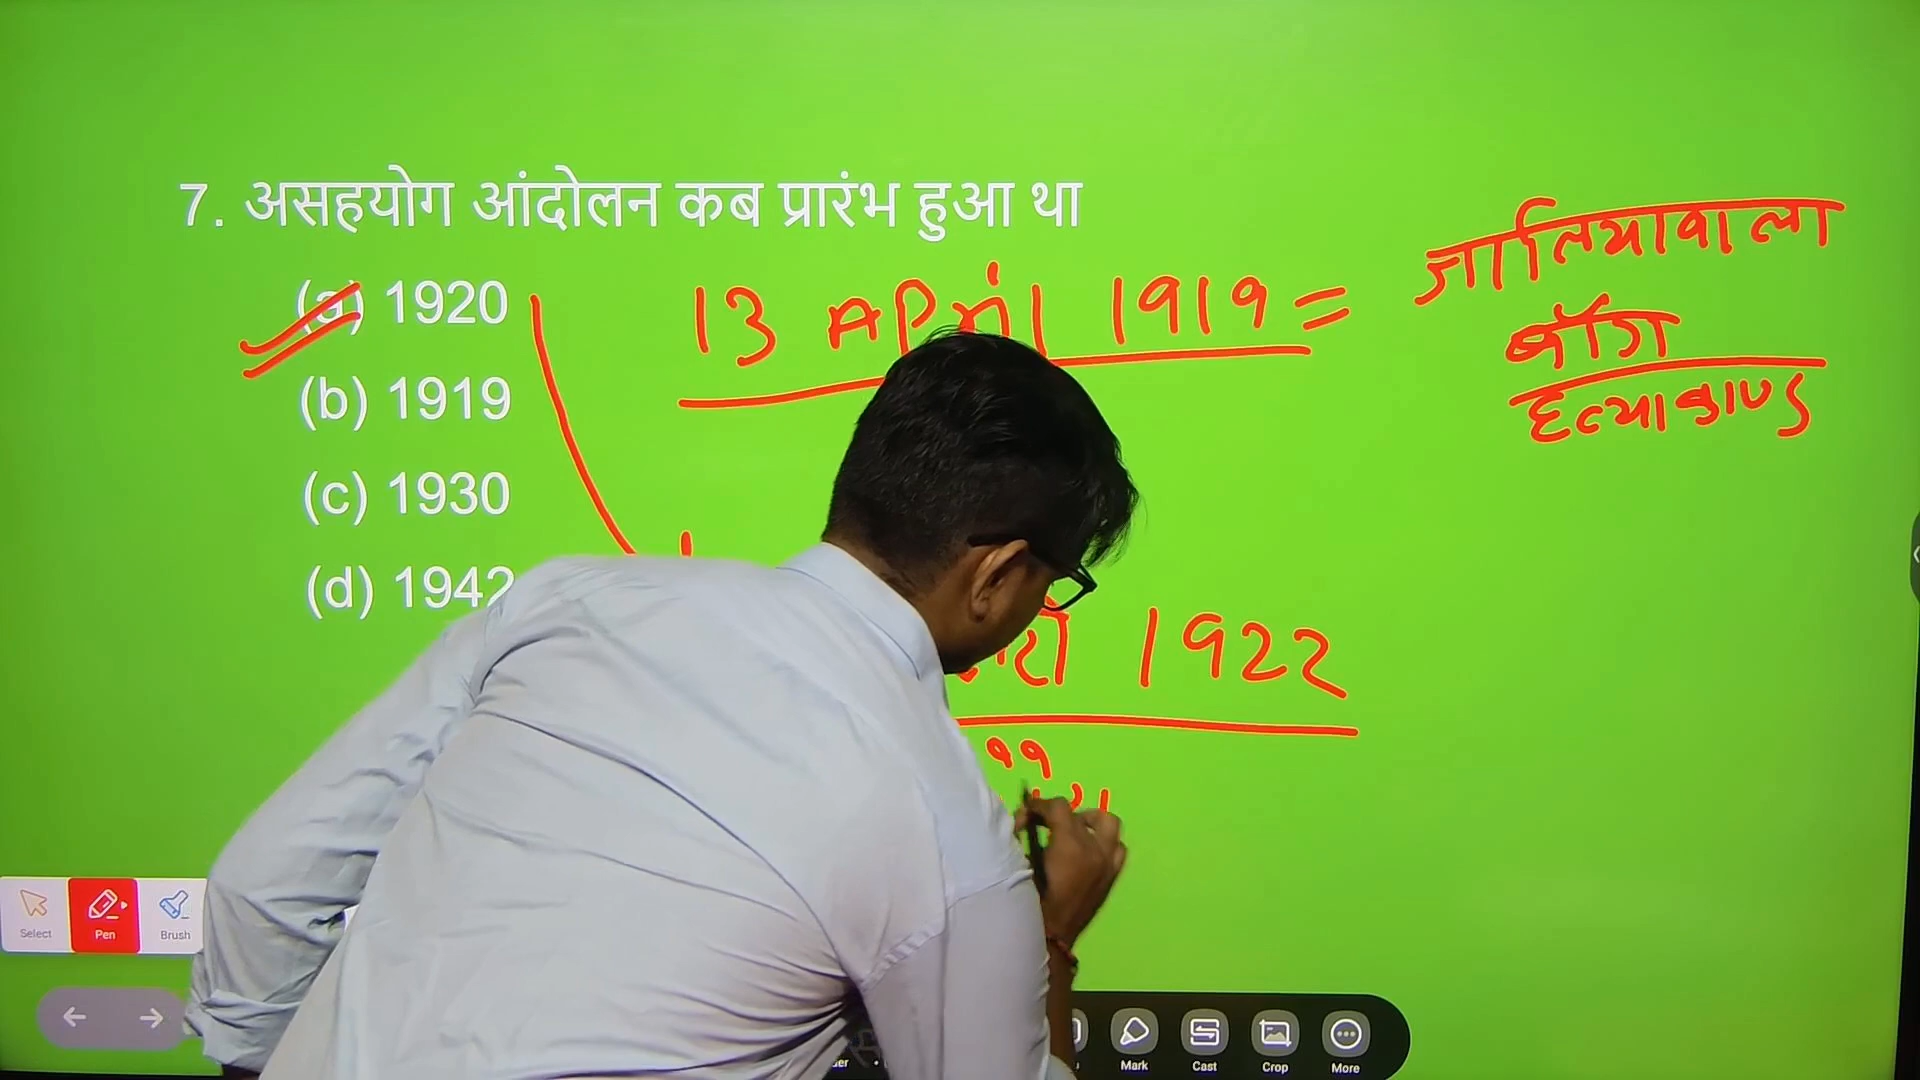 7. असहयोग आंदोलन कब प्रारंभ हुआ था
(a) 1920
(b) 1919
(c) 1930
(d) 1942
13 April 1919 =
जालियावाला
बाँग
हत्याकाण्ड
1922
Select
Pen
Brush
Mark
Cast
Crop
More